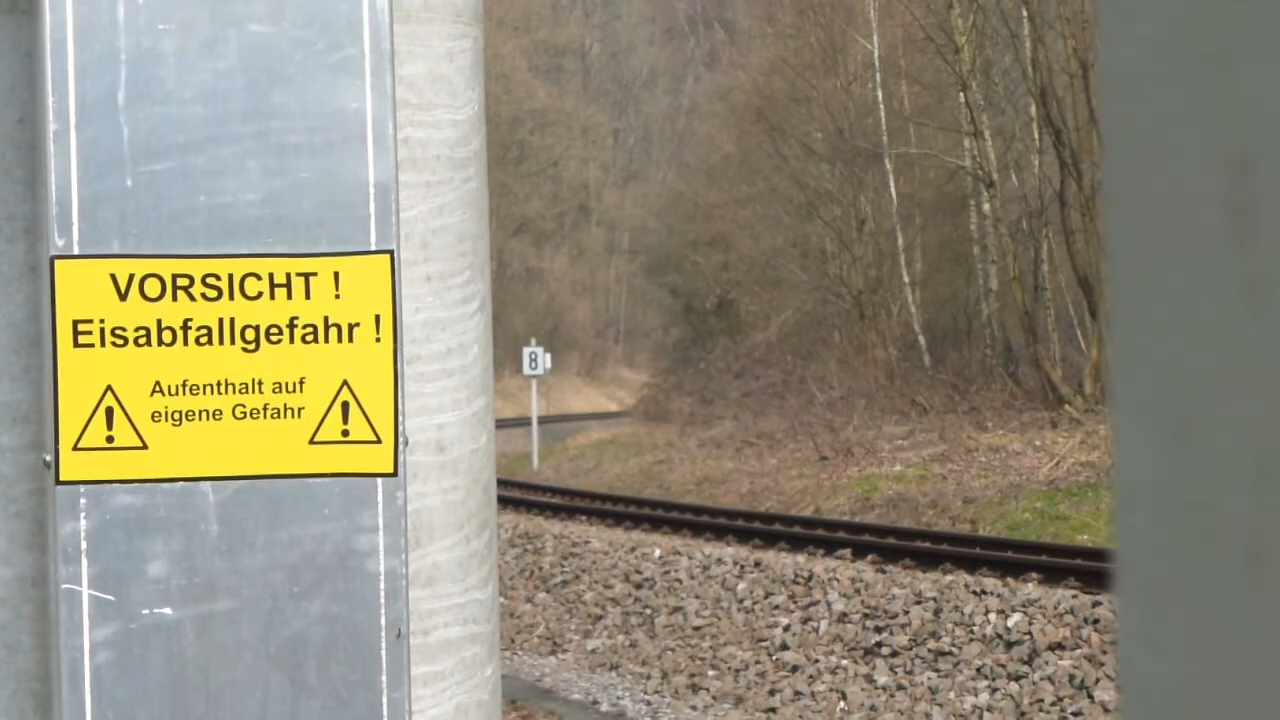 VORSICHT !
Eisabfallgefahr !
Aufenthalt auf
eigene Gefahr
8